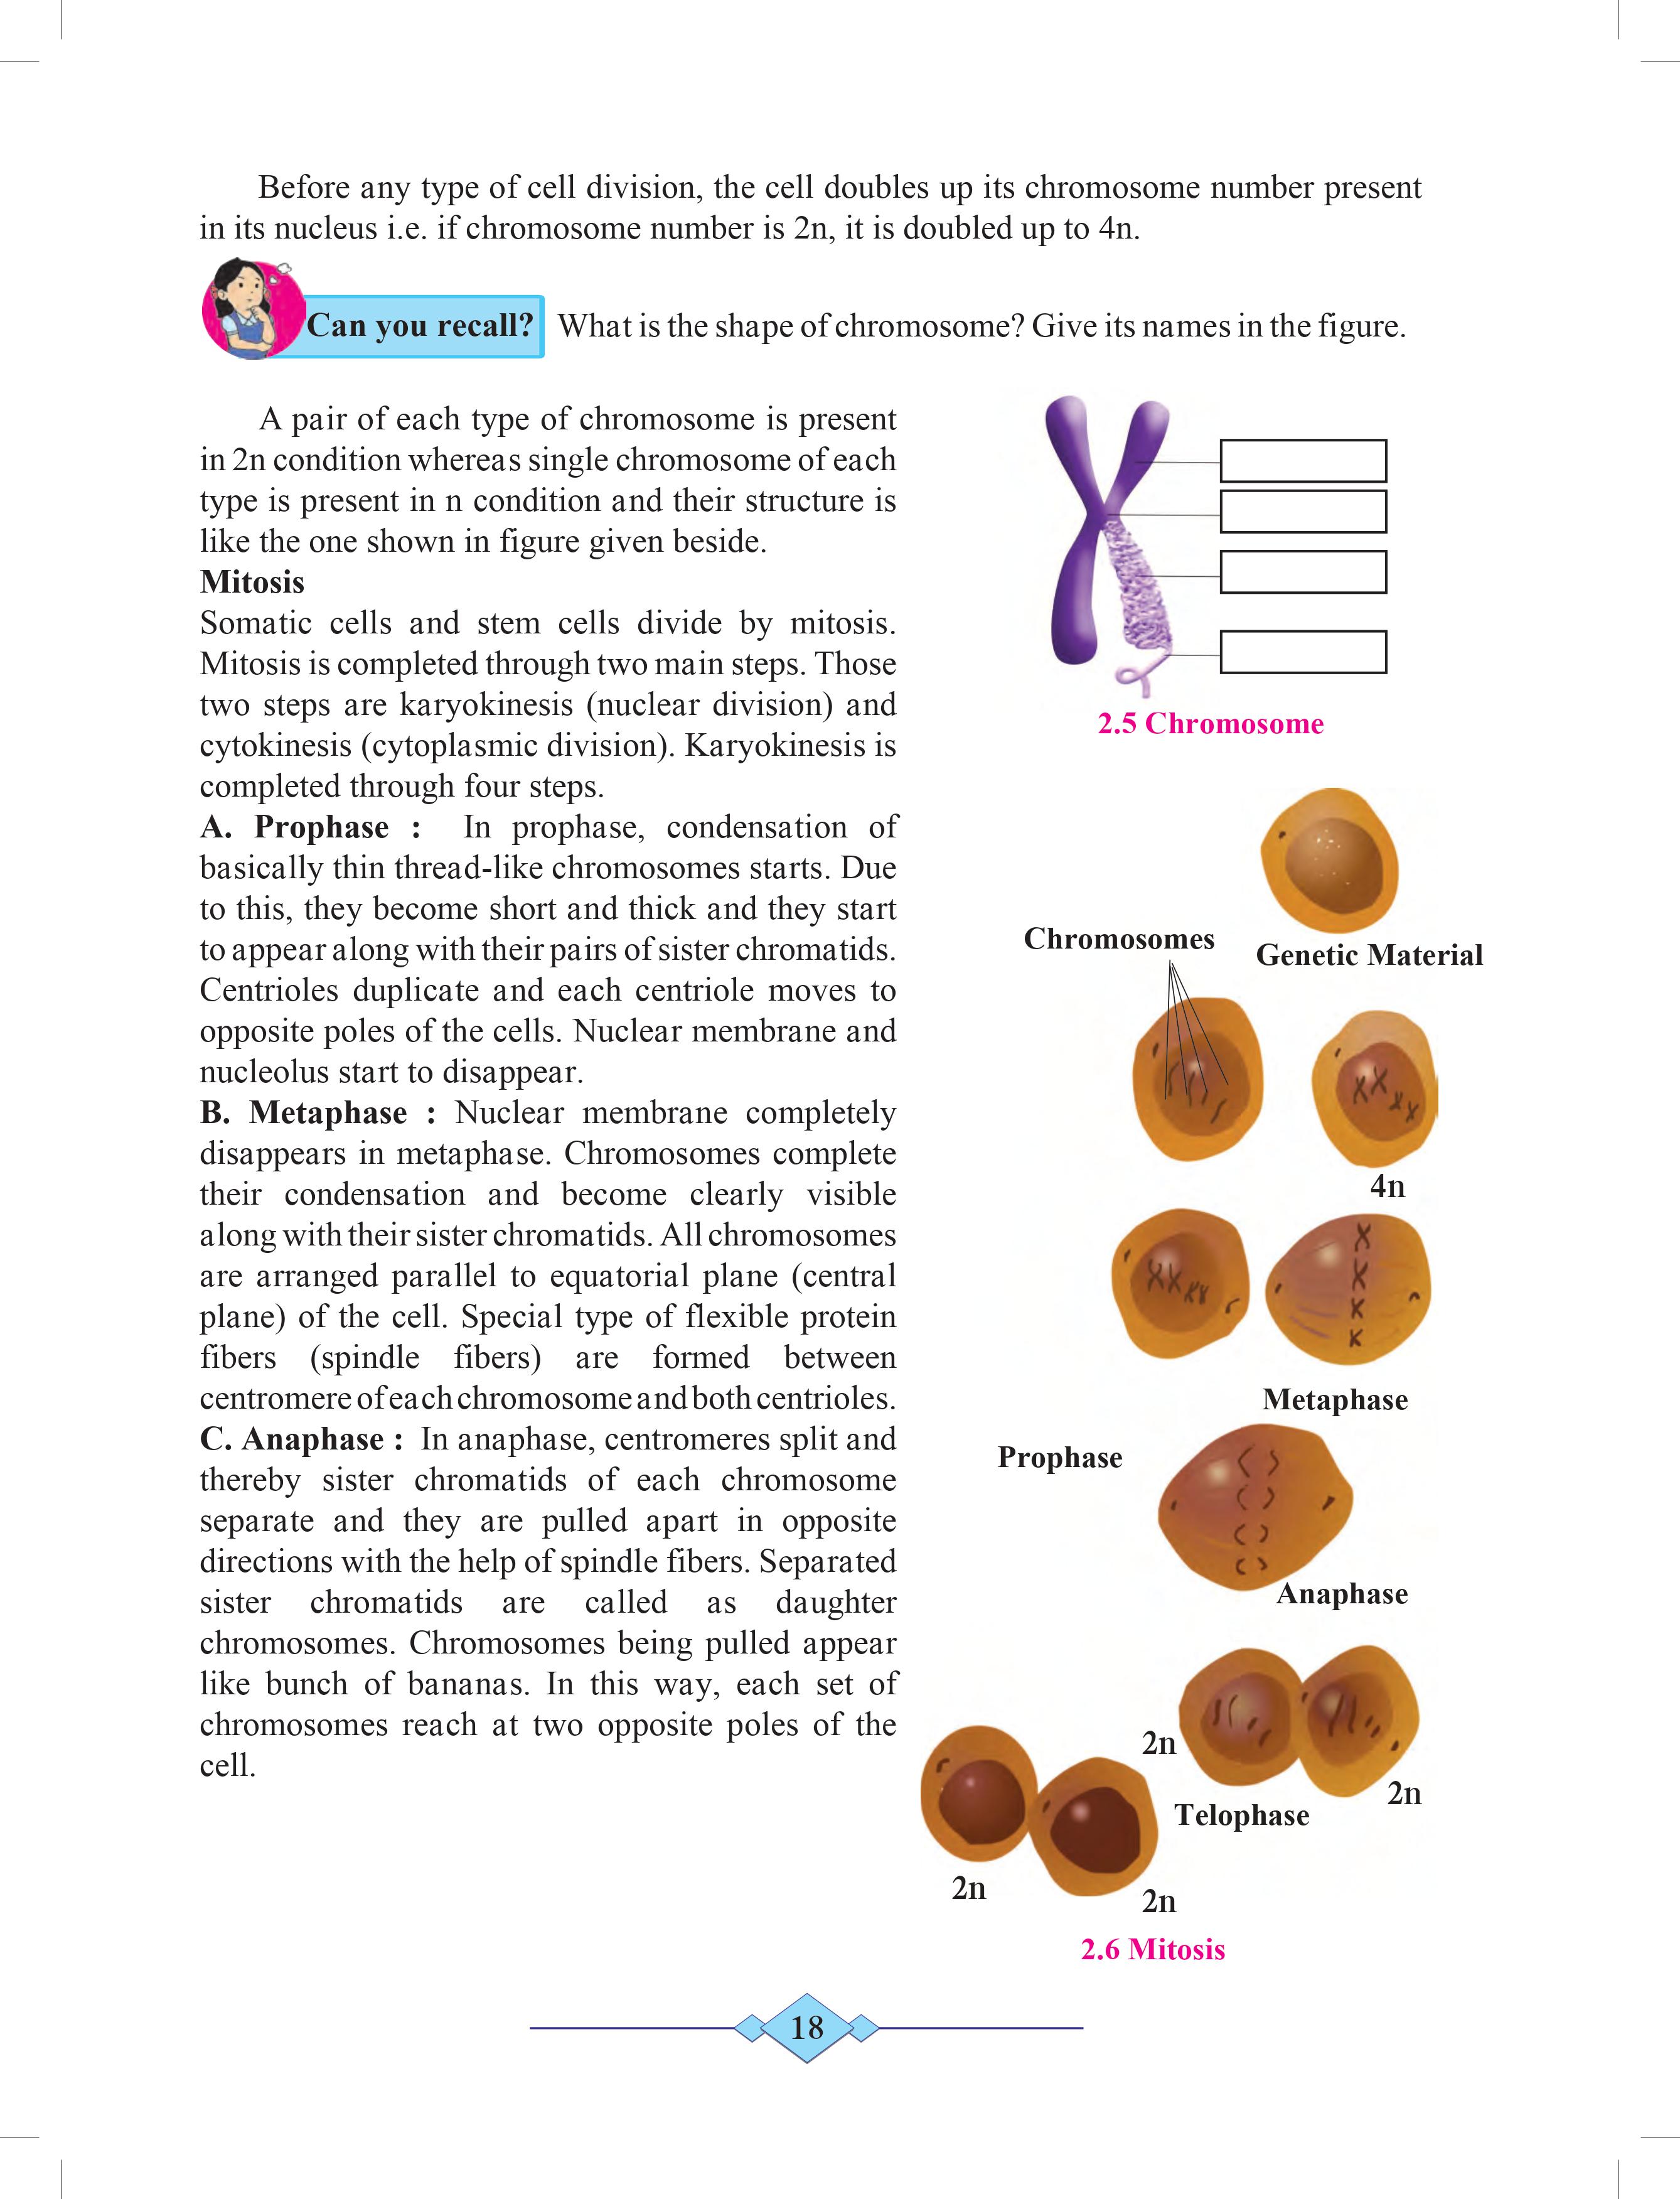 Before any type of cell division, the cell doubles up its chromosome number present
in its nucleus i.e. if chromosome number is 2n, it is doubled up to 4n.
Can you recall? What is the shape of chromosome? Give its names in the figure.
A pair of each type of chromosome is present
in 2n condition whereas single chromosome of each
type is present in n condition and their structure is
like the one shown in figure given beside.
Mitosis
Somatic cells and stem cells divide by mitosis.
Mitosis is completed through two main steps. Those
two steps are karyokinesis (nuclear division) and
cytokinesis (cytoplasmic division). Karyokinesis is
completed through four steps.
A. Prophase : In prophase, condensation of
basically thin thread-like chromosomes starts. Due
to this, they become short and thick and they start
to appear along with their pairs of sister chromatids.
Centrioles duplicate and each centriole moves to
opposite poles of the cells. Nuclear membrane and
nucleolus start to disappear.
B. Metaphase : Nuclear membrane completely
disappears in metaphase. Chromosomes complete
their condensation and become clearly visible
along with their sister chromatids. All chromosomes
are arranged parallel to equatorial plane (central
plane) of the cell. Special type of flexible protein
fibers (spindle fibers) are formed between
centromere of each chromosome and both centrioles.
C. Anaphase : In anaphase, centromeres split and
thereby sister chromatids of each chromosome
separate and they are pulled apart in opposite
directions with the help of spindle fibers. Separated
sister chromatids are called as daughter
chromosomes. Chromosomes being pulled appear
like bunch of bananas. In this way, each set of
chromosomes reach at two opposite poles of the
cell.
2.5 Chromosome
Chromosomes
Genetic Material
4n
Metaphase
Prophase
Anaphase
2n
2n
Telophase
2n
2n
2.6 Mitosis
18